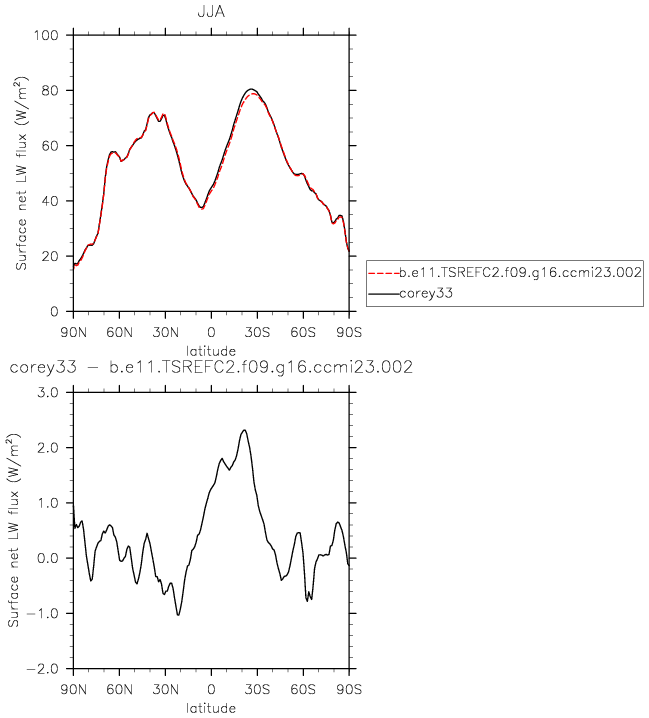 JJA
Surface net LW flux (W/m²)
100
80
60
40
20
0
90N 60N 30N 0 30S 60S 90S
latitude
b.e11.TSREFC2.f09.g16.ccmi23.002
corey33
corey33 − b.e11.TSREFC2.f09.g16.ccmi23.002
Surface net LW flux (W/m²)
3.0
2.0
1.0
0.0
−1.0
−2.0
90N 60N 30N 0 30S 60S 90S
latitude